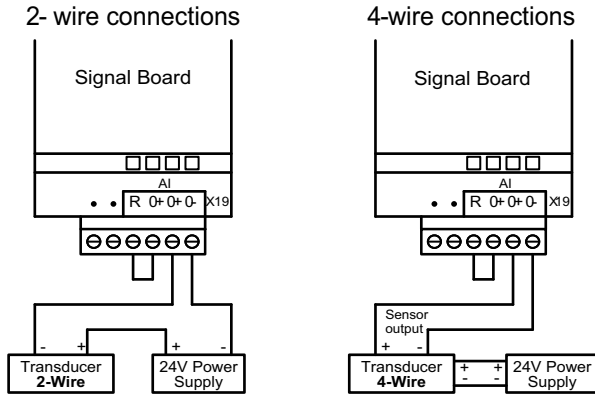 2- wire connections
Signal Board
AI
R 0+ 0+ 0- X19
- + + -
Transducer
2-Wire
24V Power
Supply
4-wire connections
Signal Board
AI
R 0+ 0+ 0- X19
Sensor
output
+ -
Transducer
4-Wire
+ +
- -
24V Power
Supply